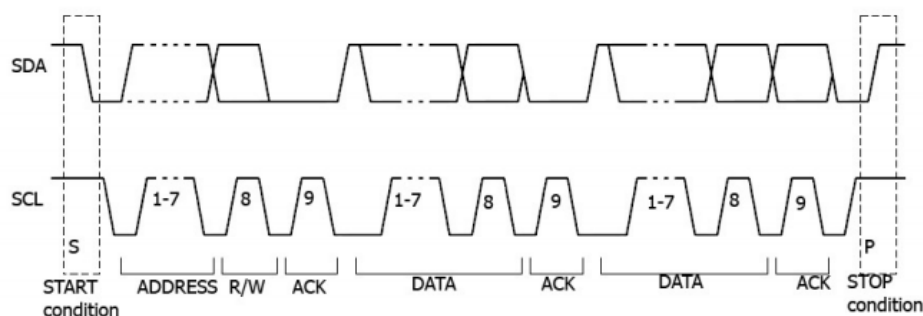 SDA
SCL
1-7 8 9 1-7 8 9 1-7 8 9
S P
START condition ADDRESS R/W ACK DATA ACK DATA ACK STOP condition